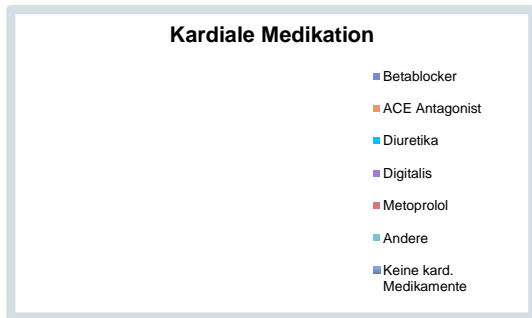 Kardiale Medikation
Betablocker
ACE Antagonist
Diuretika
Digitalis
Metoprolol
Andere
Keine kard.
Medikamente